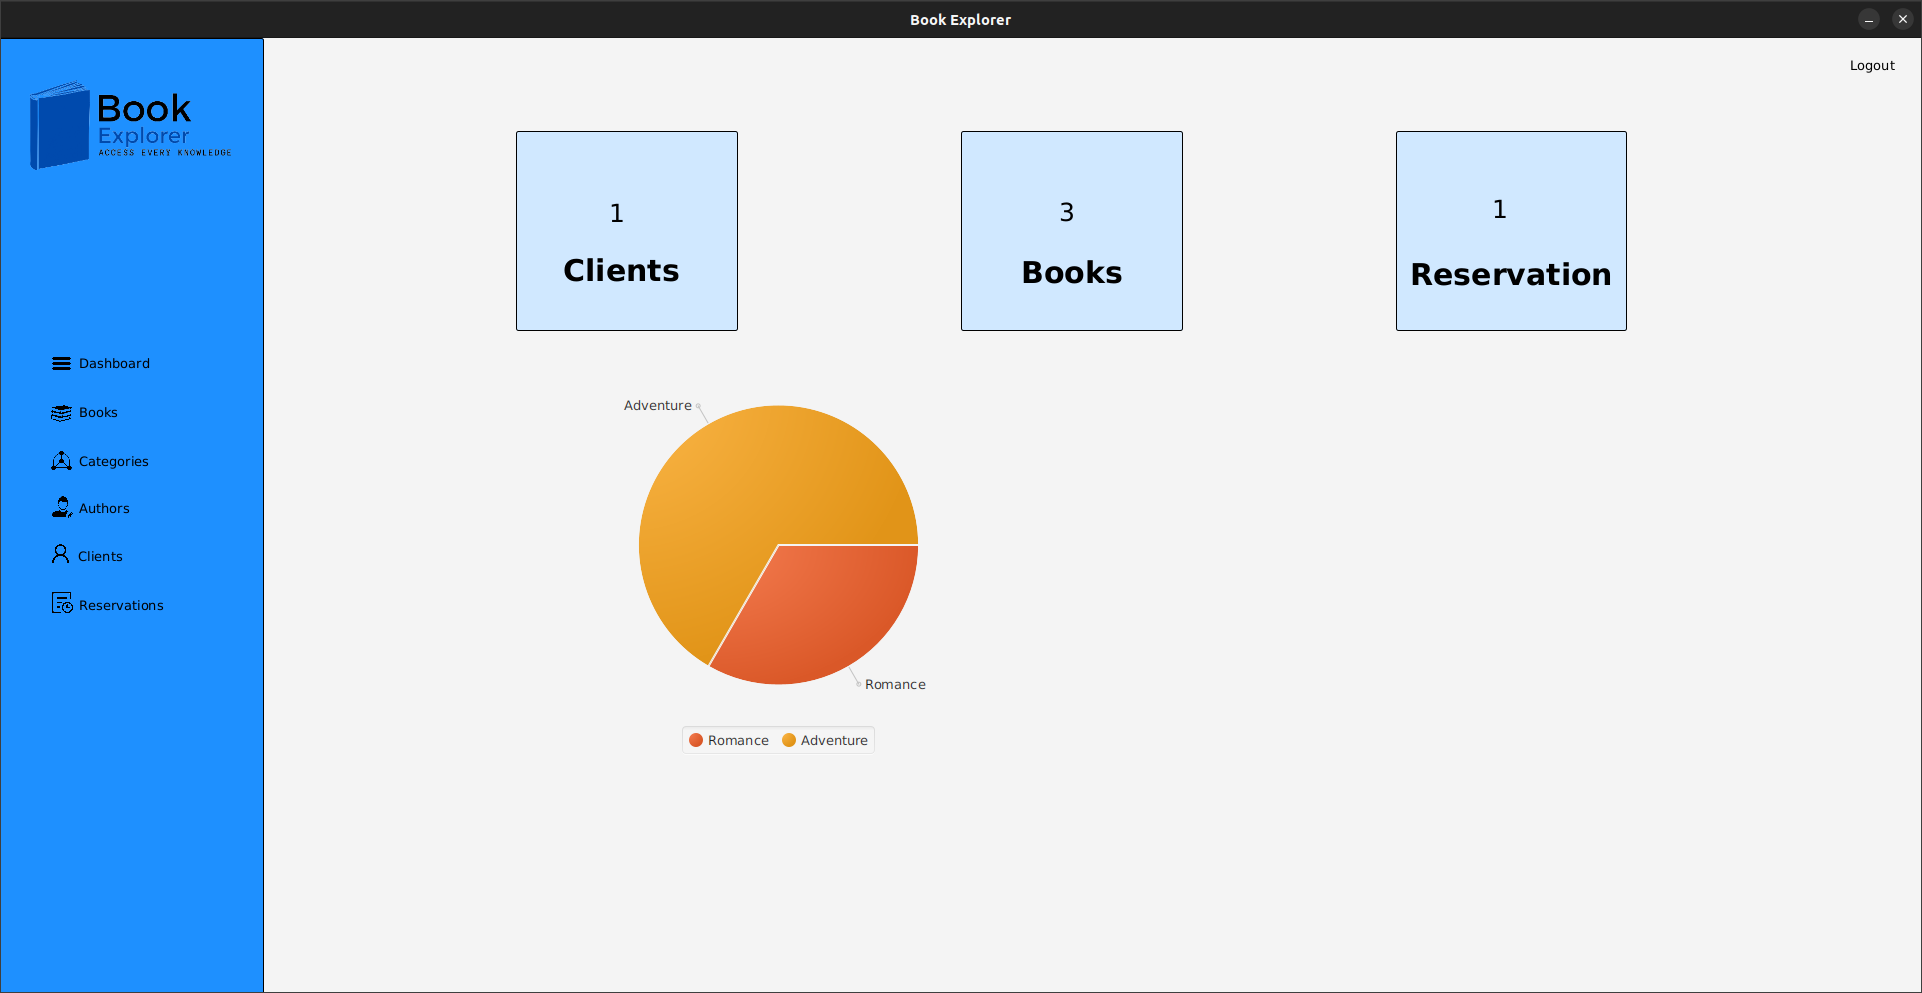 Book Explorer
Logout
Book
Explorer
ACCESS EVERY KNOWLEDGE
1
Clients
3
Books
1
Reservation
Dashboard
Books
Categories
Authors
Clients
Reservations
Adventure
Romance
Romance Adventure